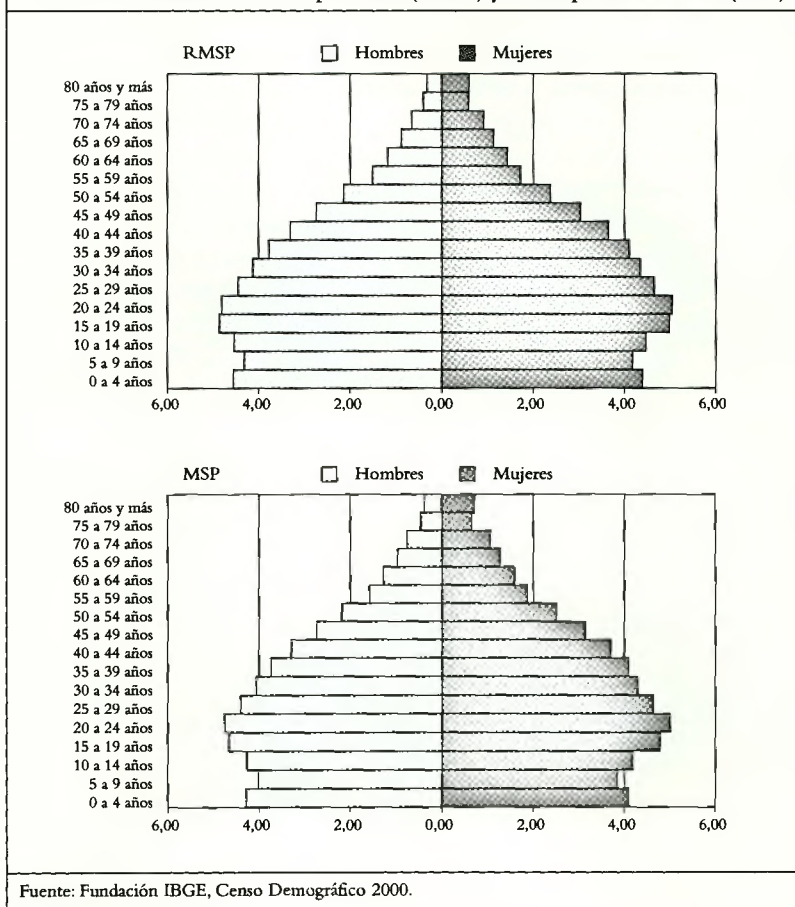 RMSP Hombres Mujeres
80 años y más
75 a 79 años
70 a 74 años
65 a 69 años
60 a 64 años
55 a 59 años
50 a 54 años
45 a 49 años
40 a 44 años
35 a 39 años
30 a 34 años
25 a 29 años
20 a 24 años
15 a 19 años
10 a 14 años
5 a 9 años
0 a 4 años
6,00 4,00 2,00 0,00 2,00 4,00 6,00
MSP Hombres Mujeres
80 años y más
75 a 79 años
70 a 74 años
65 a 69 años
60 a 64 años
55 a 59 años
50 a 54 años
45 a 49 años
40 a 44 años
35 a 39 años
30 a 34 años
25 a 29 años
20 a 24 años
15 a 19 años
10 a 14 años
5 a 9 años
0 a 4 años
6,00 4,00 2,00 0,00 2,00 4,00 6,00
Fuente: Fundación IBGE, Censo Demográfico 2000.